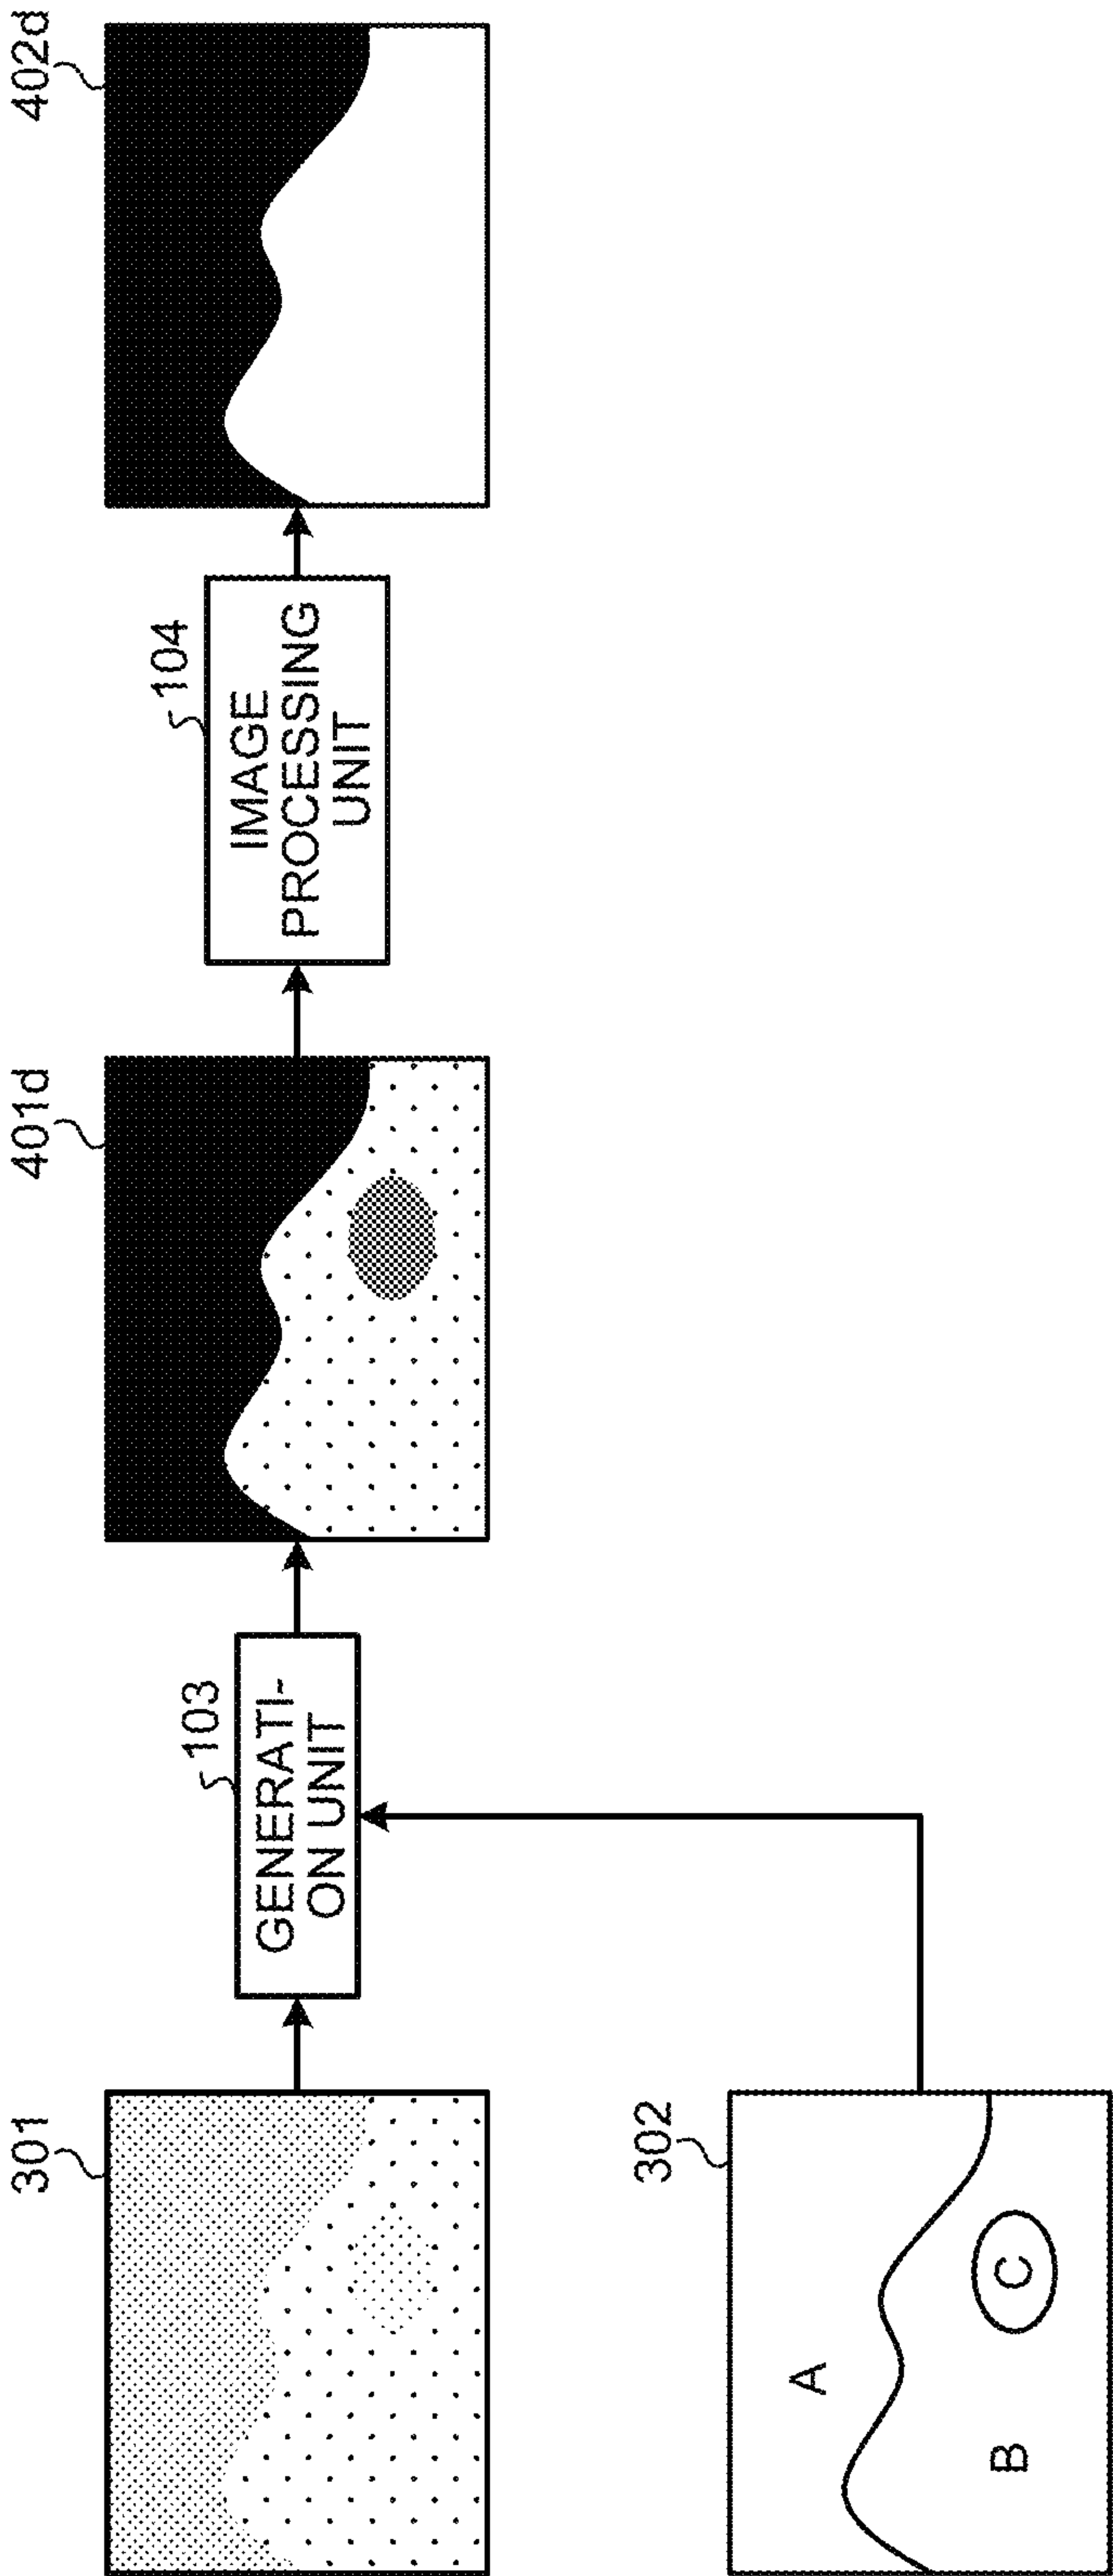 301
103
GENERATI-
ON UNIT
401d
104
IMAGE
PROCESSING
UNIT
402d
302
A
B
C